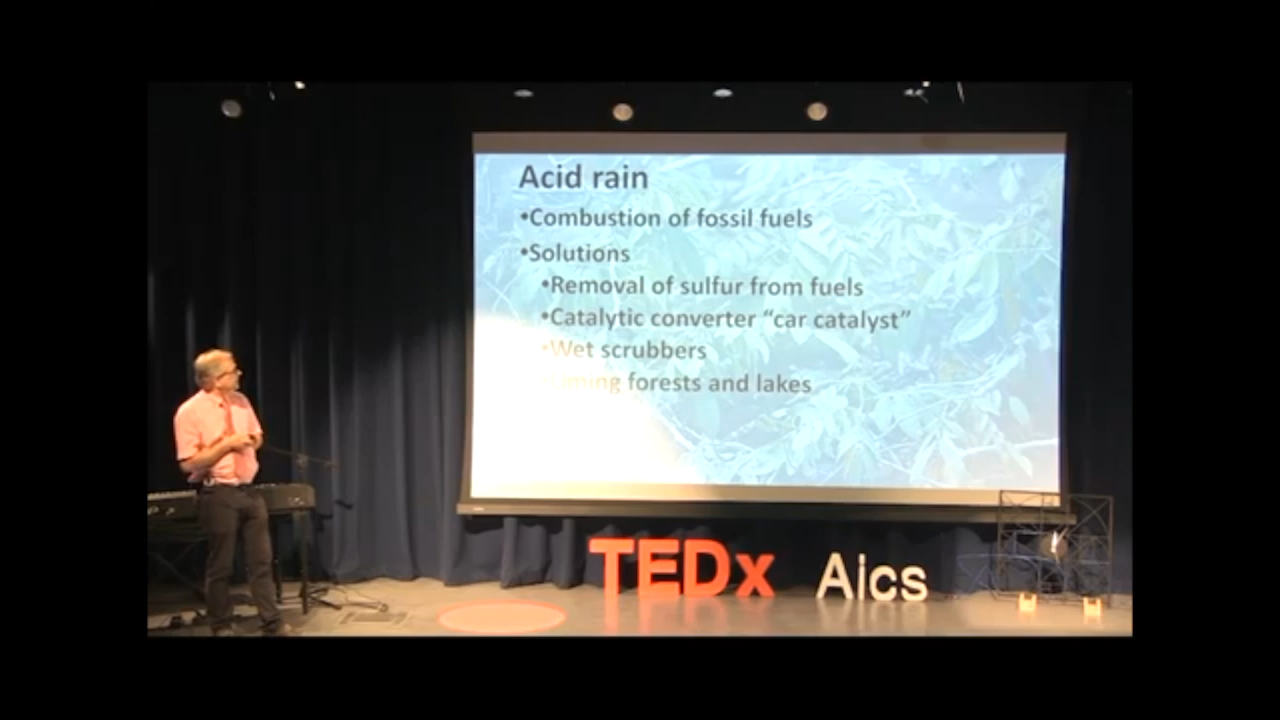 Acid rain
•Combustion of fossil fuels
•Solutions
•Removal of sulfur from fuels
•Catalytic converter “car catalyst”
•Wet scrubbers
forests and lakes
TEDx Aics